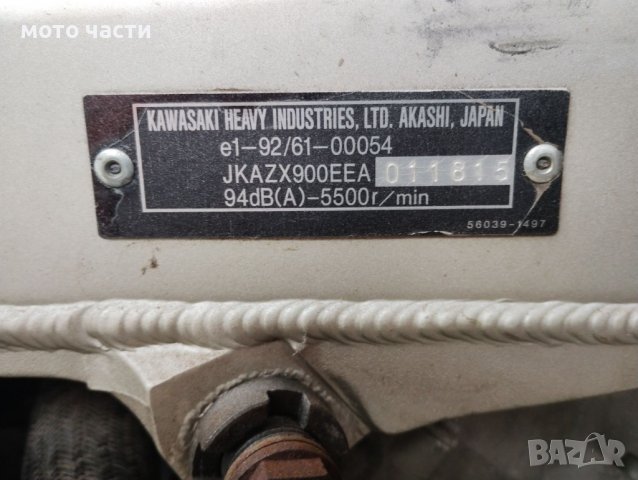 мото части
KAWASAKI HEAVY INDUSTRIES, LTD. AKASHI, JAPAN
e1-92/61-00054
JKAZX900EEA 011815
94dB(A)-5500r/min
56039-1497
BAZAR